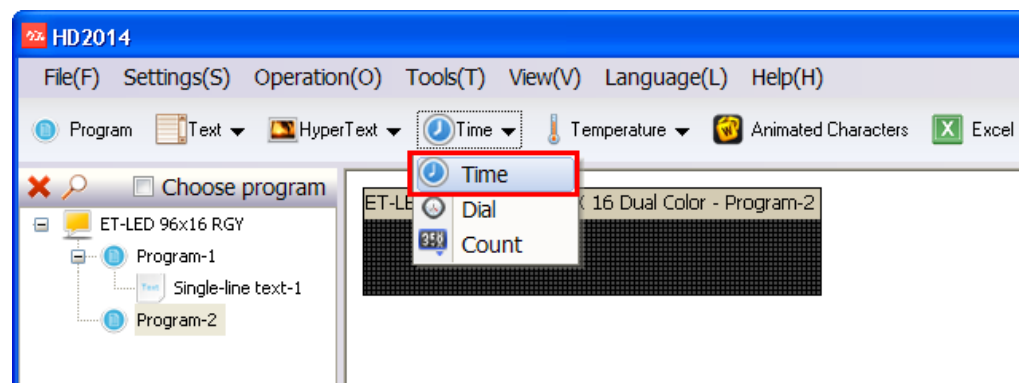 HD2014
File(F) Settings(S) Operation(O) Tools(T) View(V) Language(L) Help(H)
Program Text HyperText Time Temperature Animated Characters Excel
Choose program
Time
Dial
Count
ET-LED 96x16 RGY
Program-1
Single-line text-1
Program-2
16 Dual Color - Program-2